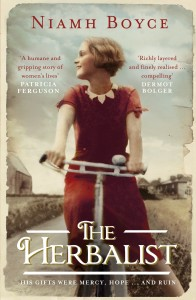 NIAMH BOYCE
'A humane and
gripping story of
women's lives'
PATRICIA
FERGUSON
'Richly layered ...
and finely realised ...
compelling'
DERMOT
BOLGER
THE
HERBALIST
HIS GIFTS WERE MERCY, HOPE ... AND RUIN